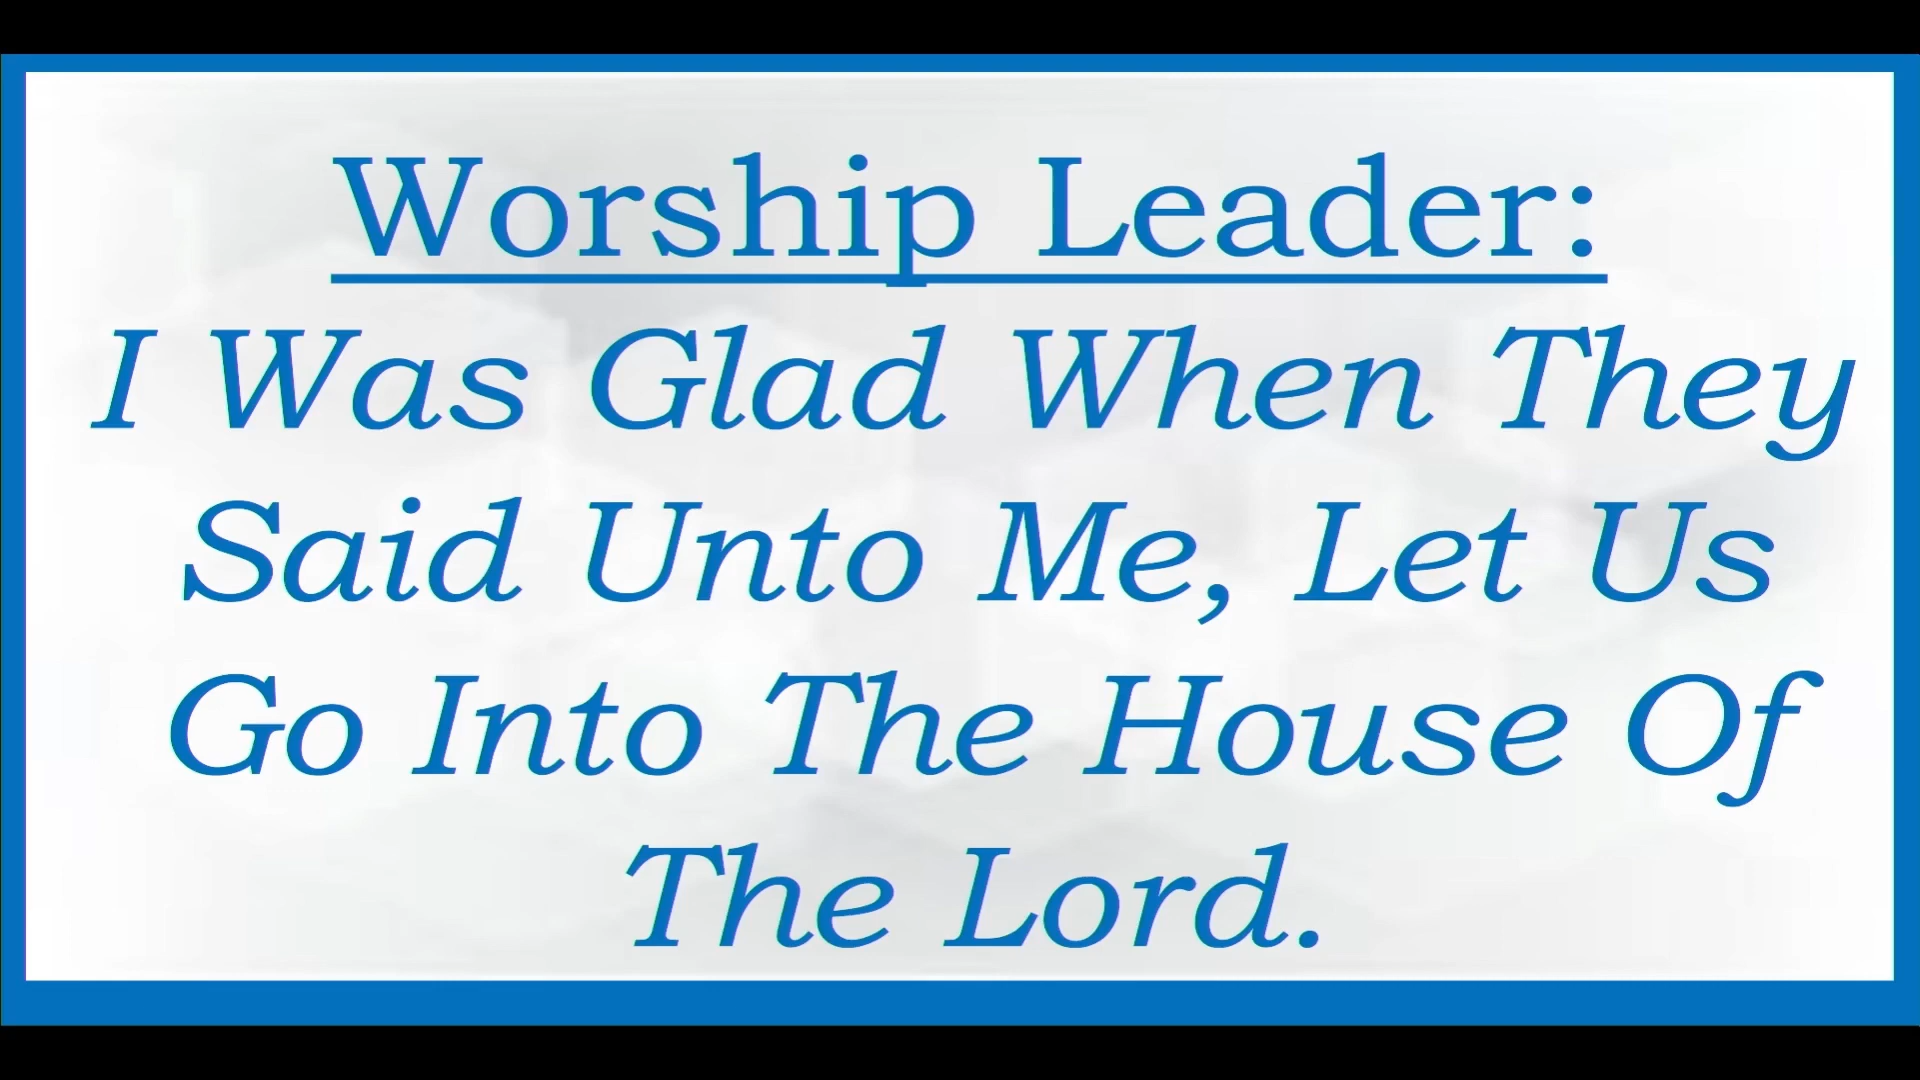 Worship Leader:
I Was Glad When They
Said Unto Me, Let Us
Go Into The House Of
The Lord.